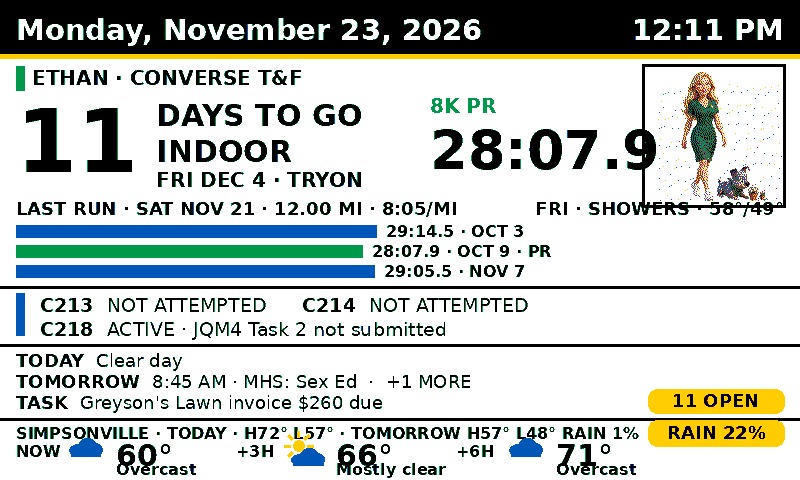 Monday, November 23, 2026 12:11 PM
ETHAN · CONVERSE T&F
11 DAYS TO GO
INDOOR
FRI DEC 4 · TRYON
8K PR
28:07.9
LAST RUN · SAT NOV 21 · 12.00 MI · 8:05/MI FRI · SHOWERS · 58°/49°
29:14.5 · OCT 3
28:07.9 · OCT 9 · PR
29:05.5 · NOV 7
C213 NOT ATTEMPTED C214 NOT ATTEMPTED
C218 ACTIVE · JQM4 Task 2 not submitted
TODAY Clear day
TOMORROW 8:45 AM · MHS: Sex Ed · +1 MORE
TASK Greyson's Lawn invoice $260 due
11 OPEN
SIMPSONVILLE · TODAY · H72° L57° · TOMORROW H57° L48° RAIN 1% RAIN 22%
NOW 60° +3H 66° +6H 71°
Overcast Mostly clear Overcast